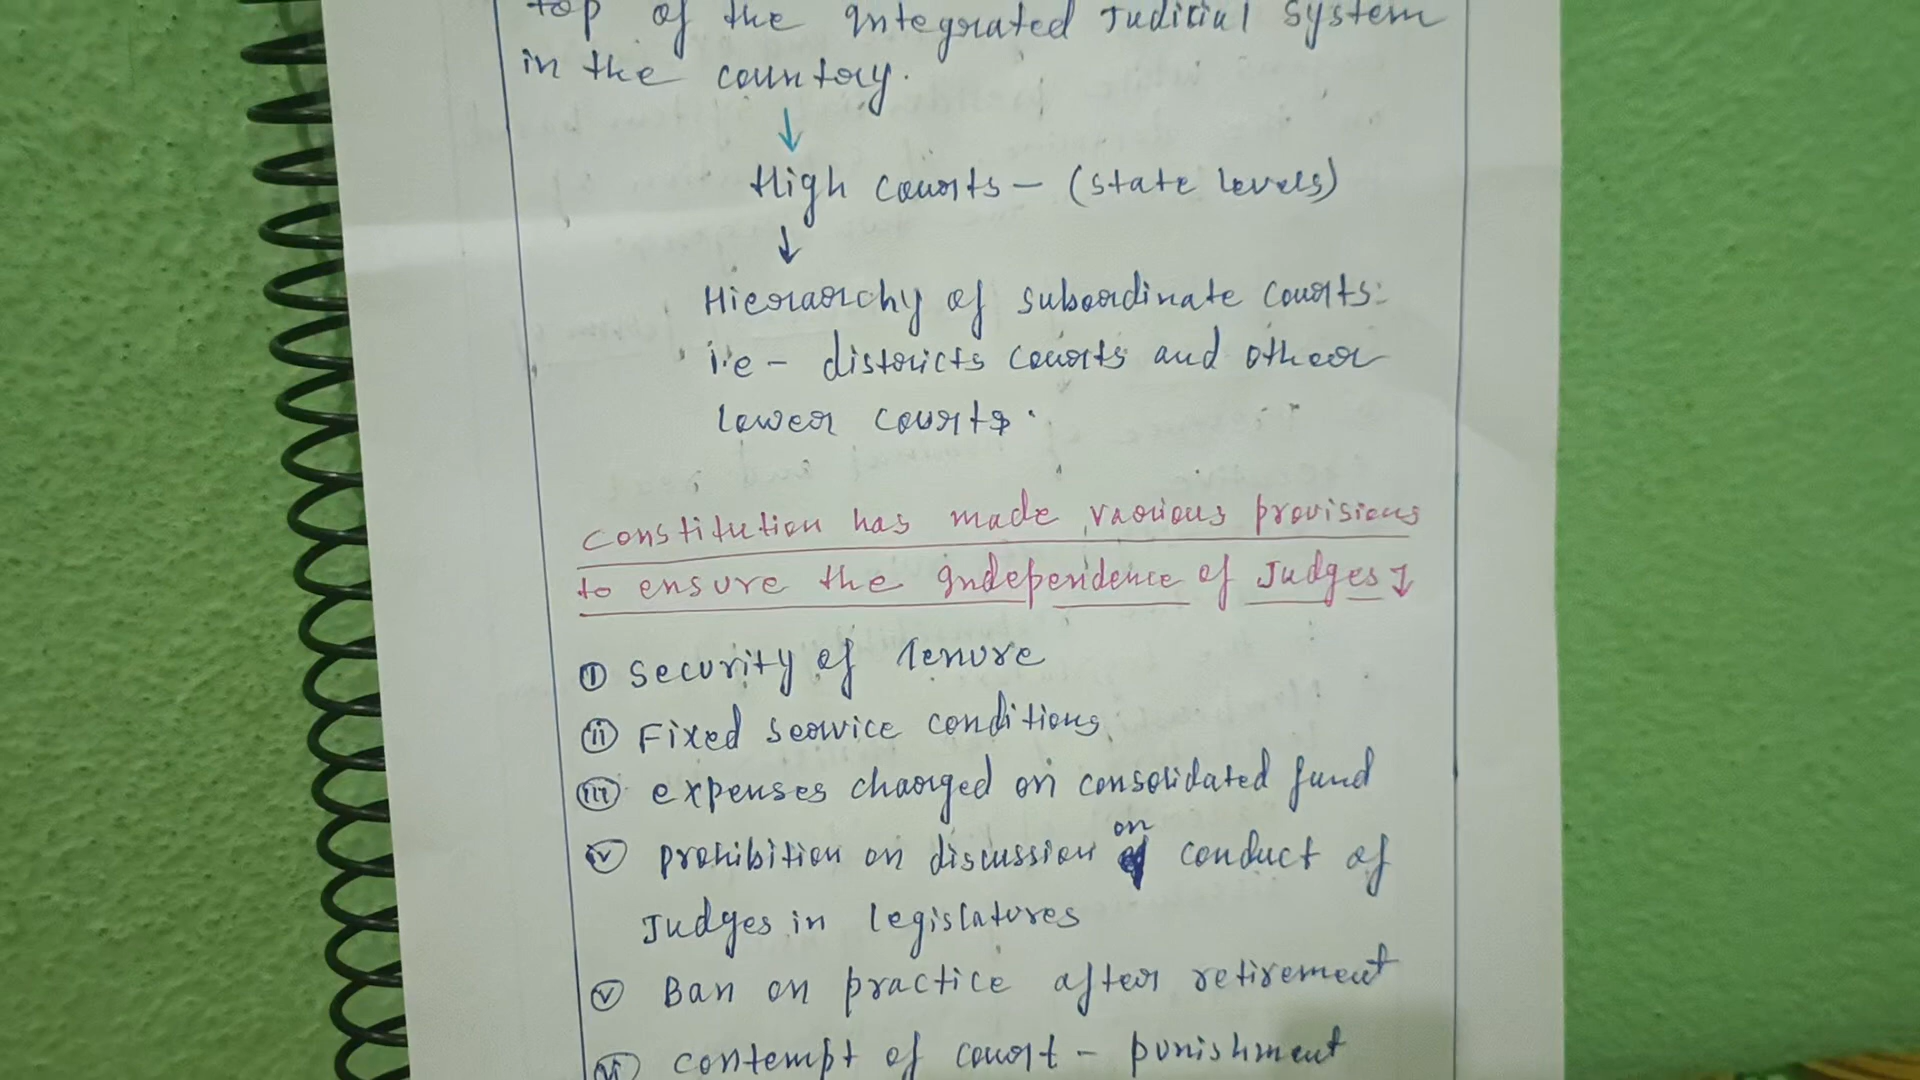 top of the Integrated Judicial System
in the country.
↓
High Courts - (state levels)
↓
Hierarchy of subordinate Courts:
i.e - districts courts and other
lower courts.
constitution has made various provisions
to ensure the Independence of Judges ↓
(i) security of Tenure
(ii) Fixed service conditions
(iii) expenses charged on consolidated fund
(iv) prohibition on discussion on conduct of
Judges in legislatures
(v) Ban on practice after retirement
(vi) contempt of court - punishment